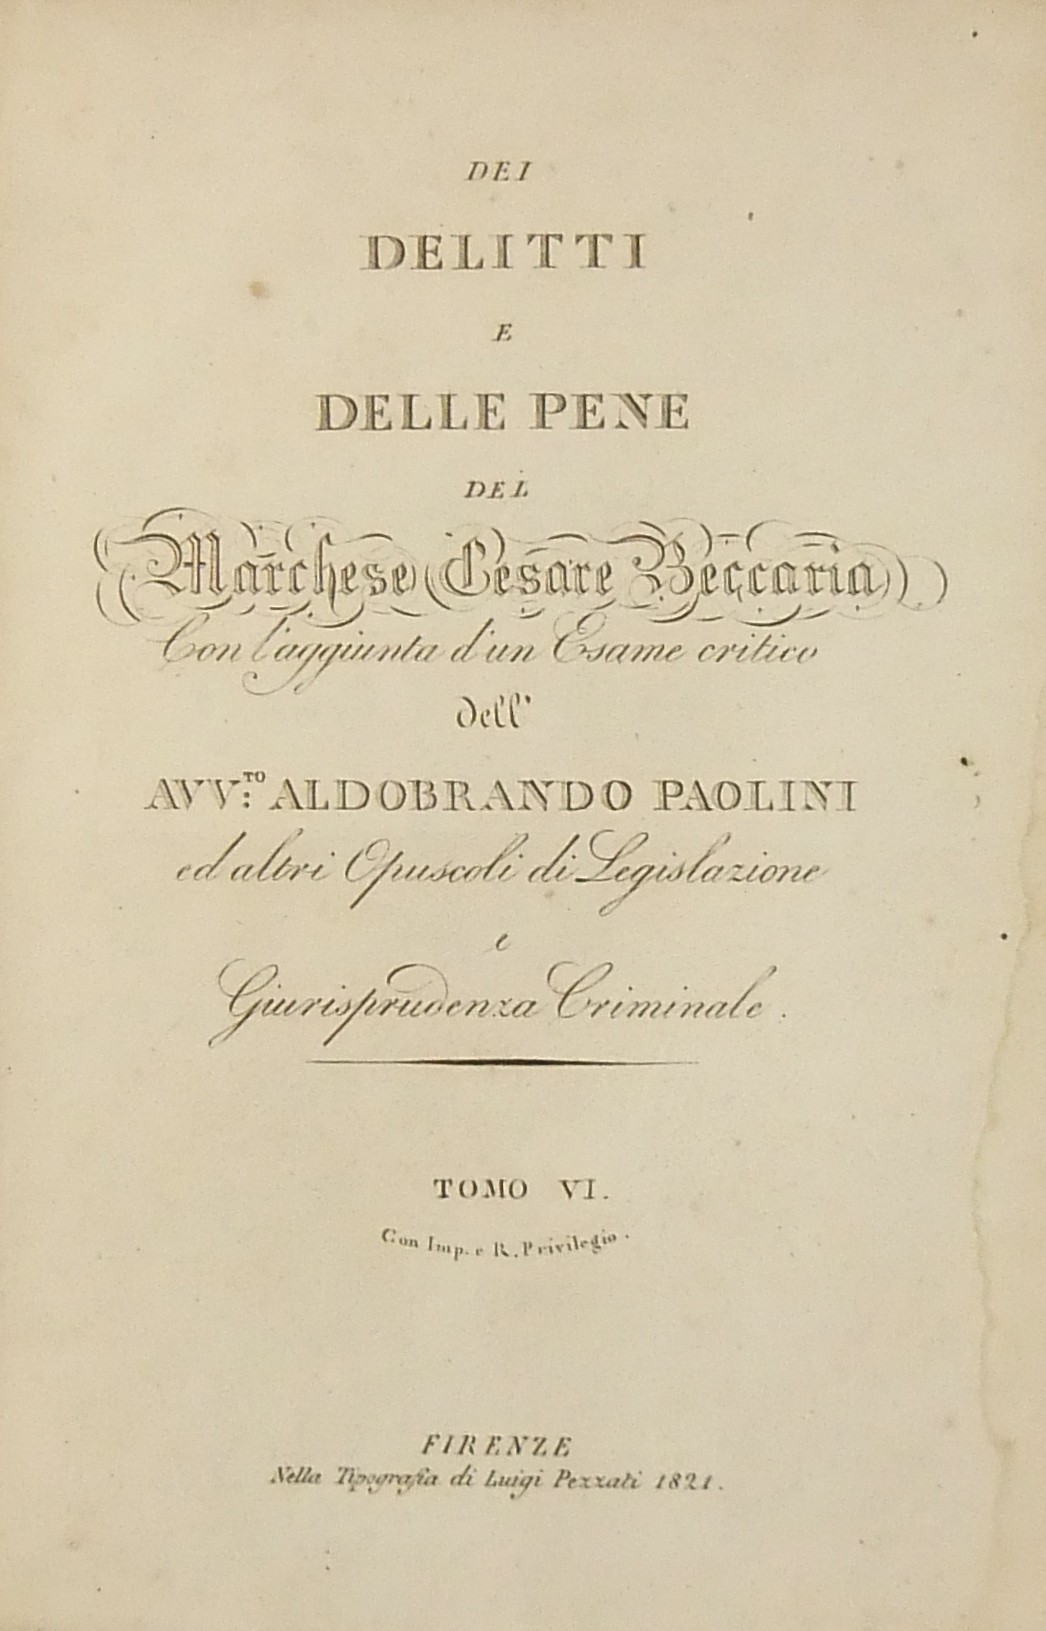 DEI
DELITTI
E
DELLE PENE
DEL
Marchese Cesare Beccaria
Con l'aggiunta d'un Esame critico
dell'
AVV:TO ALDOBRANDO PAOLINI
ed altri Opuscoli di Legislazione
e
Giurisprudenza Criminale.
TOMO VI.
Con Imp. e R. Privilegio.
FIRENZE
Nella Tipografia di Luigi Pezzati 1821.